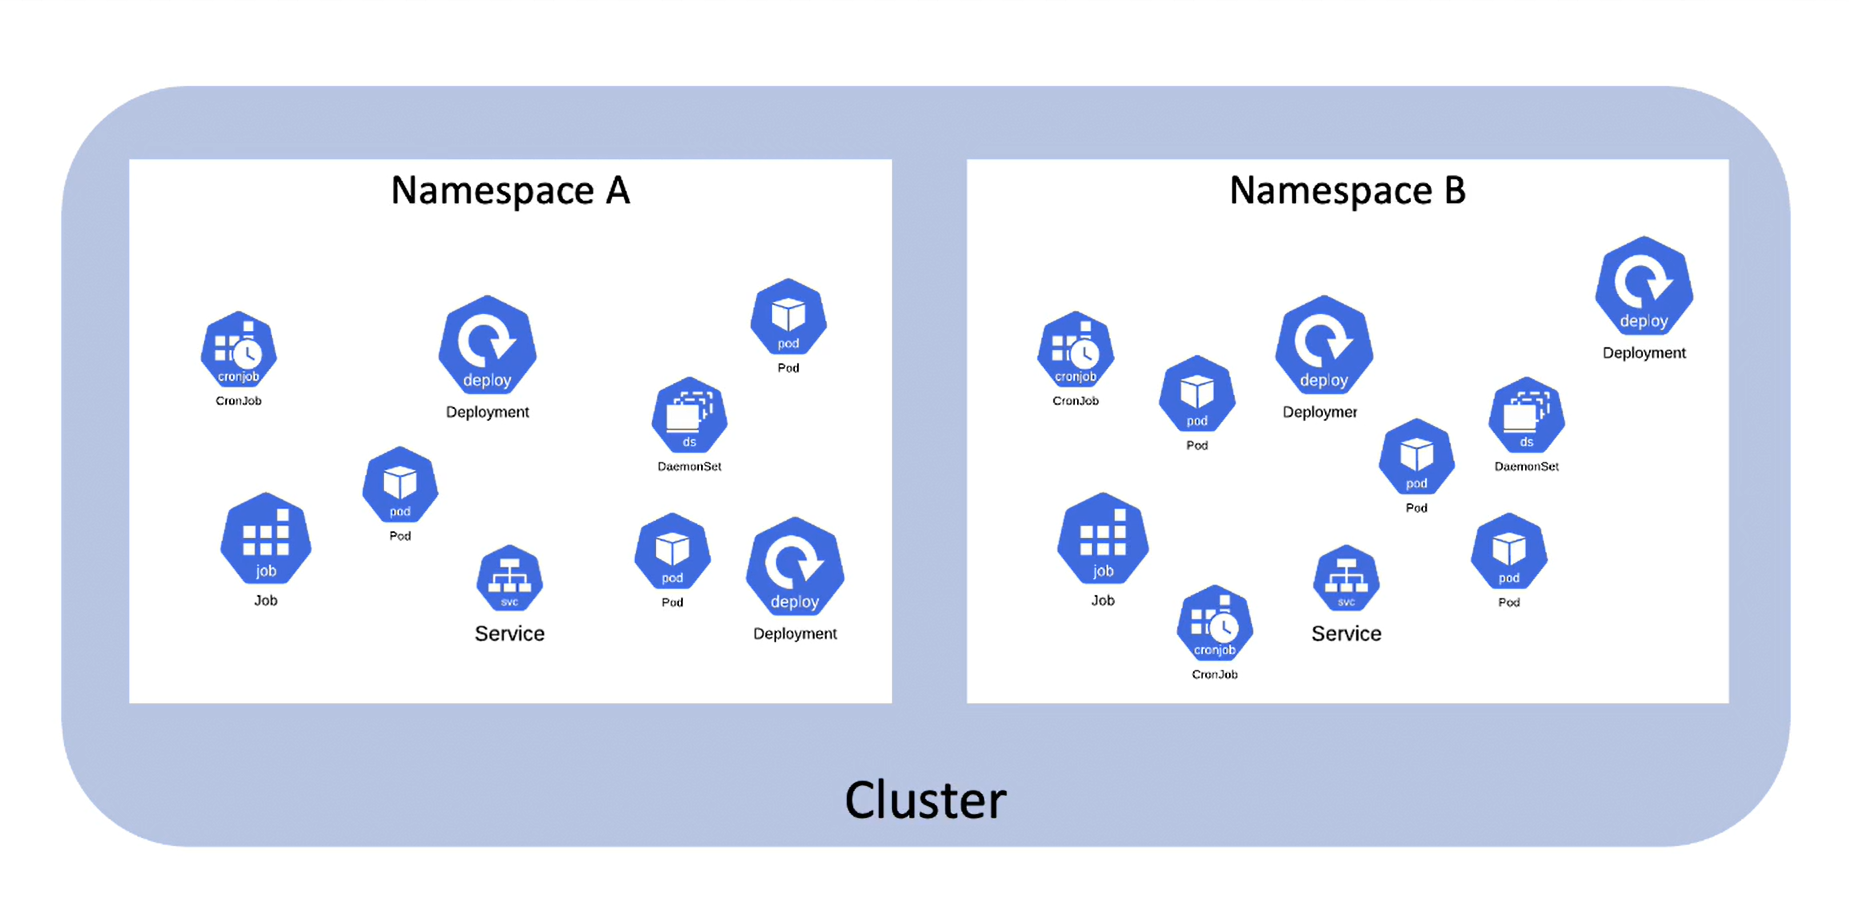 Namespace A
cronjob
CronJob
deploy
Deployment
pod
Pod
ds
DaemonSet
pod
Pod
job
Job
svc
Service
pod
Pod
deploy
Deployment
Namespace B
deploy
Deployment
cronjob
CronJob
pod
Pod
deploy
Deploymer
ds
DaemonSet
pod
Pod
job
Job
svc
Service
pod
Pod
cronjob
CronJob
Cluster